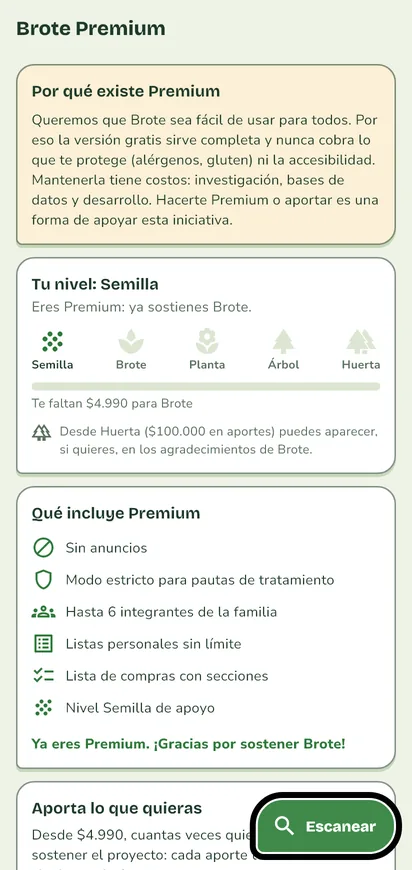 Brote Premium
Por qué existe Premium
Queremos que Brote sea fácil de usar para todos. Por
eso la versión gratis sirve completa y nunca cobra lo
que te protege (alérgenos, gluten) ni la accesibilidad.
Mantenerla tiene costos: investigación, bases de
datos y desarrollo. Hacerte Premium o aportar es una
forma de apoyar esta iniciativa.
Tu nivel: Semilla
Eres Premium: ya sostienes Brote.
Semilla Brote Planta Árbol Huerta
Te faltan $4.990 para Brote
Desde Huerta ($100.000 en aportes) puedes aparecer,
si quieres, en los agradecimientos de Brote.
Qué incluye Premium
Sin anuncios
Modo estricto para pautas de tratamiento
Hasta 6 integrantes de la familia
Listas personales sin límite
Lista de compras con secciones
Nivel Semilla de apoyo
Ya eres Premium. ¡Gracias por sostener Brote!
Aporta lo que quieras
Desde $4.990, cuantas veces
sostener el proyecto: cada aporte
Escanear